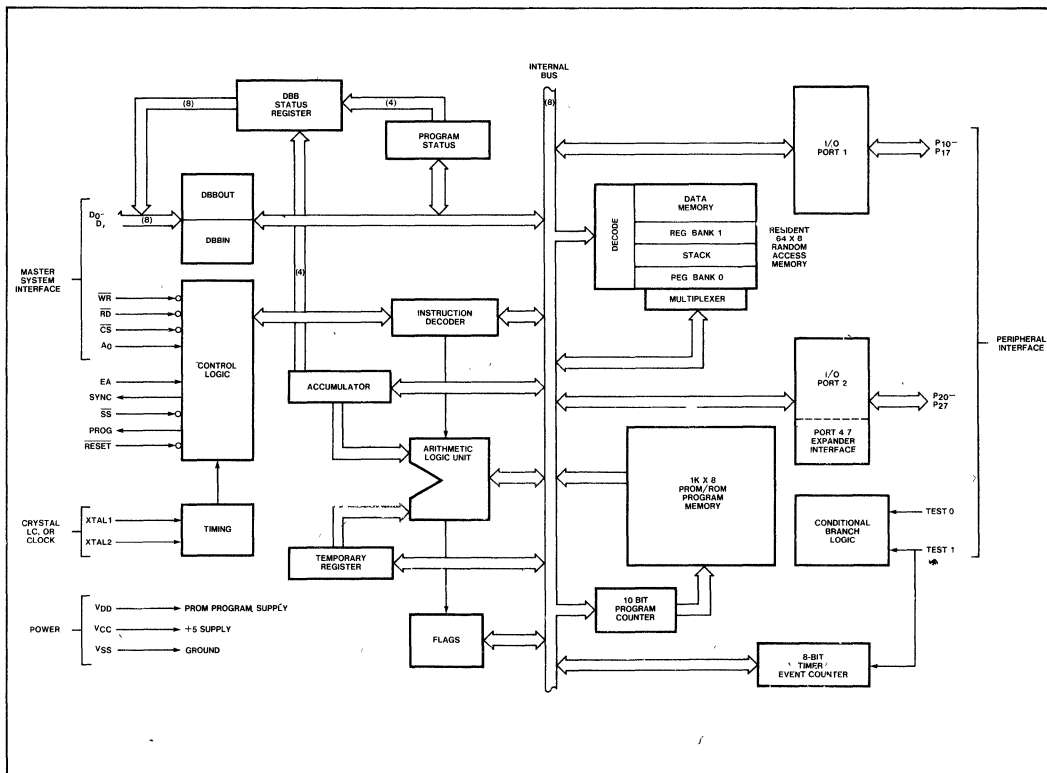 INTERNAL
BUS
(8)
(8)
DBB
STATUS
REGISTER
(4)
PROGRAM
STATUS
I/O
PORT 1
P10–
P17
DBBOUT
DBBIN
D0-
D,
(8)
DECODE
DATA
MEMORY
REG BANK 1
STACK
PEG BANK 0
MULTIPLEXER
RESIDENT
64 X 8
RANDOM
ACCESS
MEMORY
(4)
MASTER
SYSTEM
INTERFACE
WR
RD
CS
A0
EA
SYNC
SS
PROG
RESET
CONTROL
LOGIC
INSTRUCTION
DECODER
ACCUMULATOR
ARITHMETIC
LOGIC UNIT
TEMPORARY
REGISTER
FLAGS
I/O
PORT 2
PORT 4 7
EXPANDER
INTERFACE
P20–
P27
PERIPHERAL
INTERFACE
1K X 8
PROM/ROM
PROGRAM
MEMORY
CONDITIONAL
BRANCH
LOGIC
TEST 0
TEST 1
10 BIT
PROGRAM
COUNTER
8-BIT
TIMER/
EVENT COUNTER
CRYSTAL
LC, OR
CLOCK
XTAL1
XTAL2
TIMING
POWER
VDD
PROM PROGRAM, SUPPLY
VCC
+5 SUPPLY
VSS
GROUND